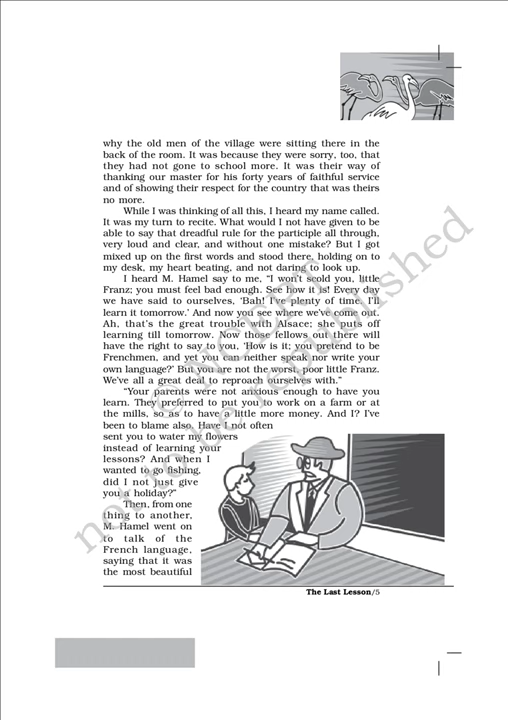 why the old men of the village were sitting there in the
back of the room. It was because they were sorry, too, that
they had not gone to school more. It was their way of
thanking our master for his forty years of faithful service
and of showing their respect for the country that was theirs
no more.
While I was thinking of all this, I heard my name called.
It was my turn to recite. What would I not have given to be
able to say that dreadful rule for the participle all through,
very loud and clear, and without one mistake? But I got
mixed up on the first words and stood there, holding on to
my desk, my heart beating, and not daring to look up.
I heard M. Hamel say to me, “I won't scold you, little
Franz; you must feel bad enough. See how it is! Every day
we have said to ourselves, ‘Bah! I've plenty of time. I'll
learn it tomorrow.’ And now you see where we've come out.
Ah, that's the great trouble with Alsace; she puts off
learning till tomorrow. Now those fellows out there will
have the right to say to you, ‘How is it; you pretend to be
Frenchmen, and yet you can neither speak nor write your
own language?’ But you are not the worst, poor little Franz.
We've all a great deal to reproach ourselves with.”
“Your parents were not anxious enough to have you
learn. They preferred to put you to work on a farm or at
the mills, so as to have a little more money. And I? I've
been to blame also. Have I not often
sent you to water my flowers
instead of learning your
lessons? And when I
wanted to go fishing,
did I not just give
you a holiday?”
Then, from one
thing to another,
M. Hamel went on
to talk of the
French language,
saying that it was
the most beautiful
The Last Lesson/5
© NCERT
not to be republished